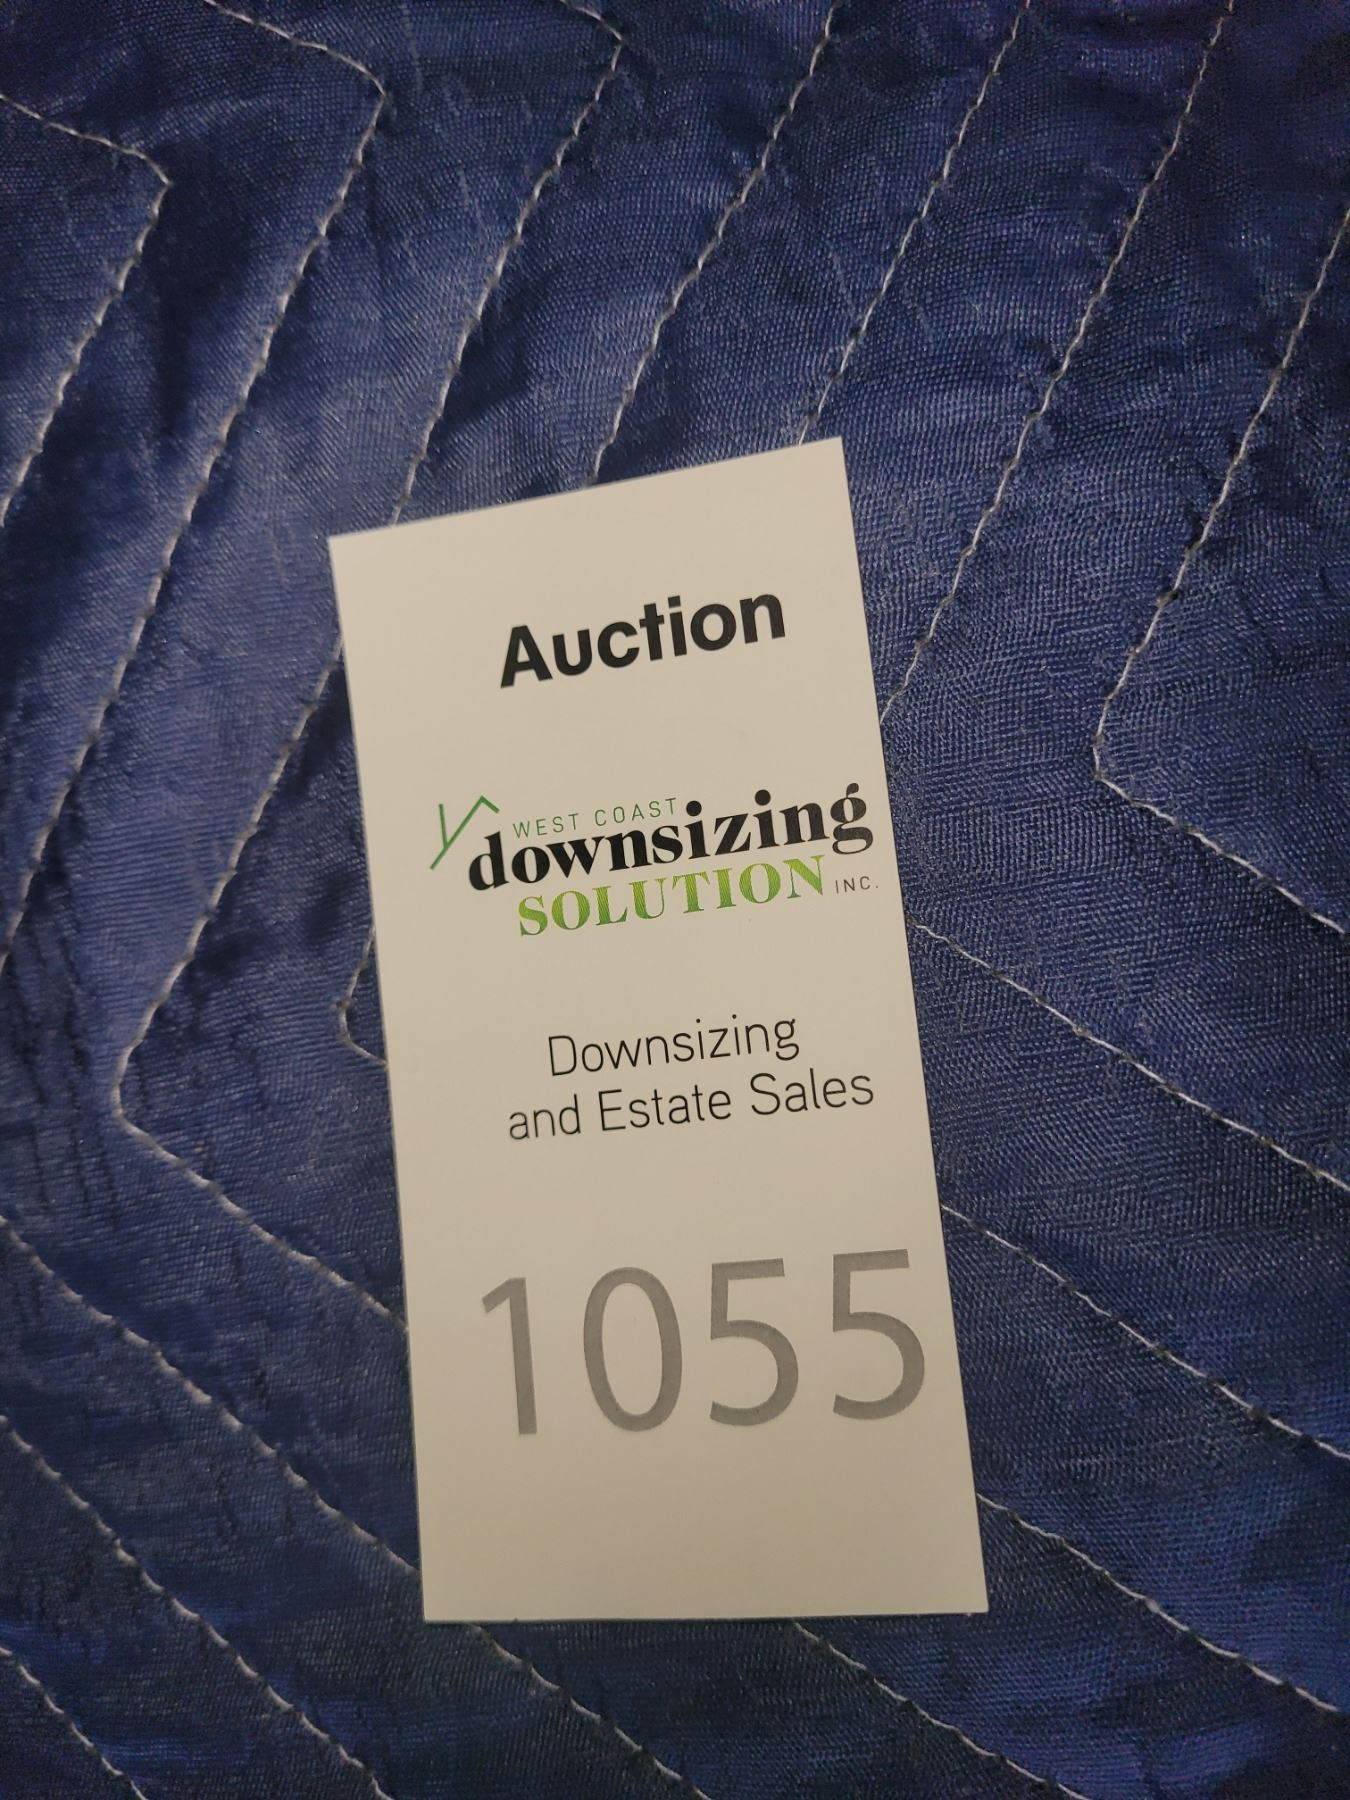 Auction
WEST COAST
downsizing
SOLUTION INC.
Downsizing
and Estate Sales
1055